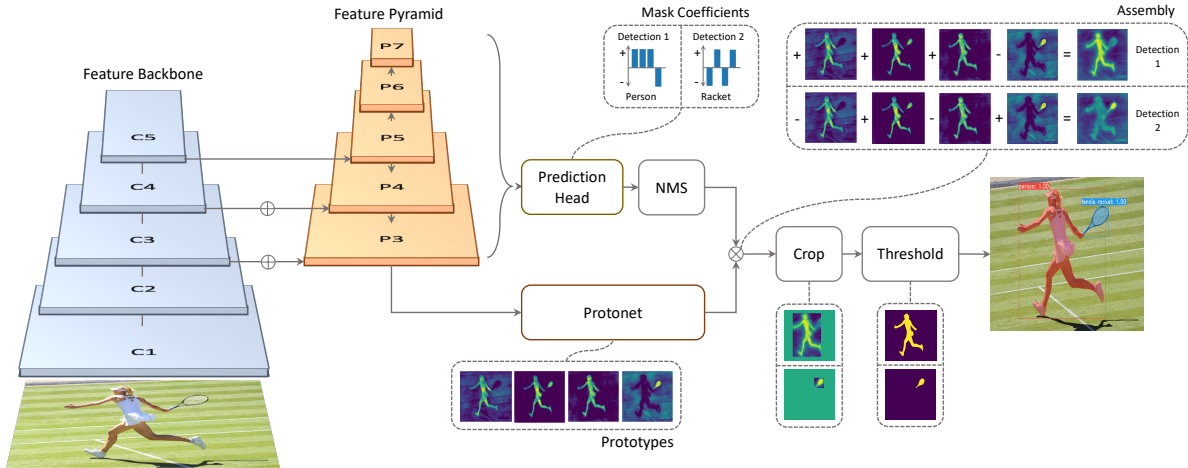 Feature Pyramid
Mask Coefficients
Assembly
P7
Detection 1
Detection 2
+
-
Person
+
-
Racket
+ + + - =
Detection
1
- + - + =
Detection
2
Feature Backbone
P6
C5
P5
C4
P4
C3
P3
C2
C1
Prediction
Head
NMS
Crop
Threshold
person: 1.00
tennis racket: 1.00
Protonet
Prototypes